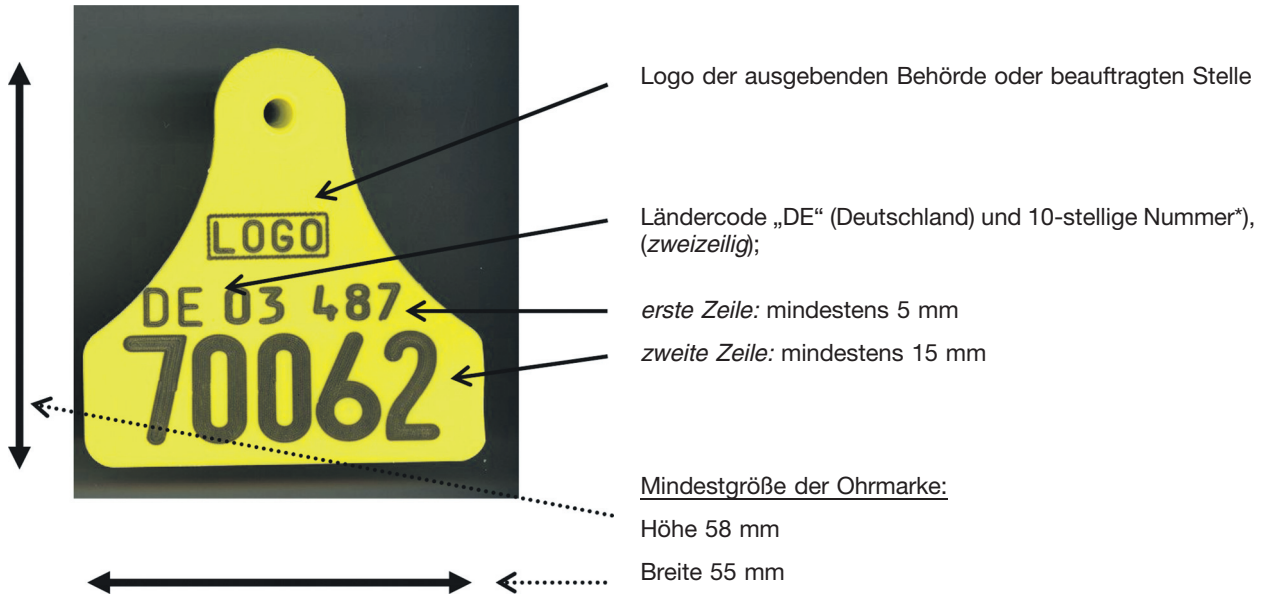 Logo der ausgebenden Behörde oder beauftragten Stelle
Ländercode „DE“ (Deutschland) und 10-stellige Nummer*),
(zweizeilig);
erste Zeile: mindestens 5 mm
zweite Zeile: mindestens 15 mm
LOGO
DE 03 487
70062
Mindestgröße der Ohrmarke:
Höhe 58 mm
Breite 55 mm